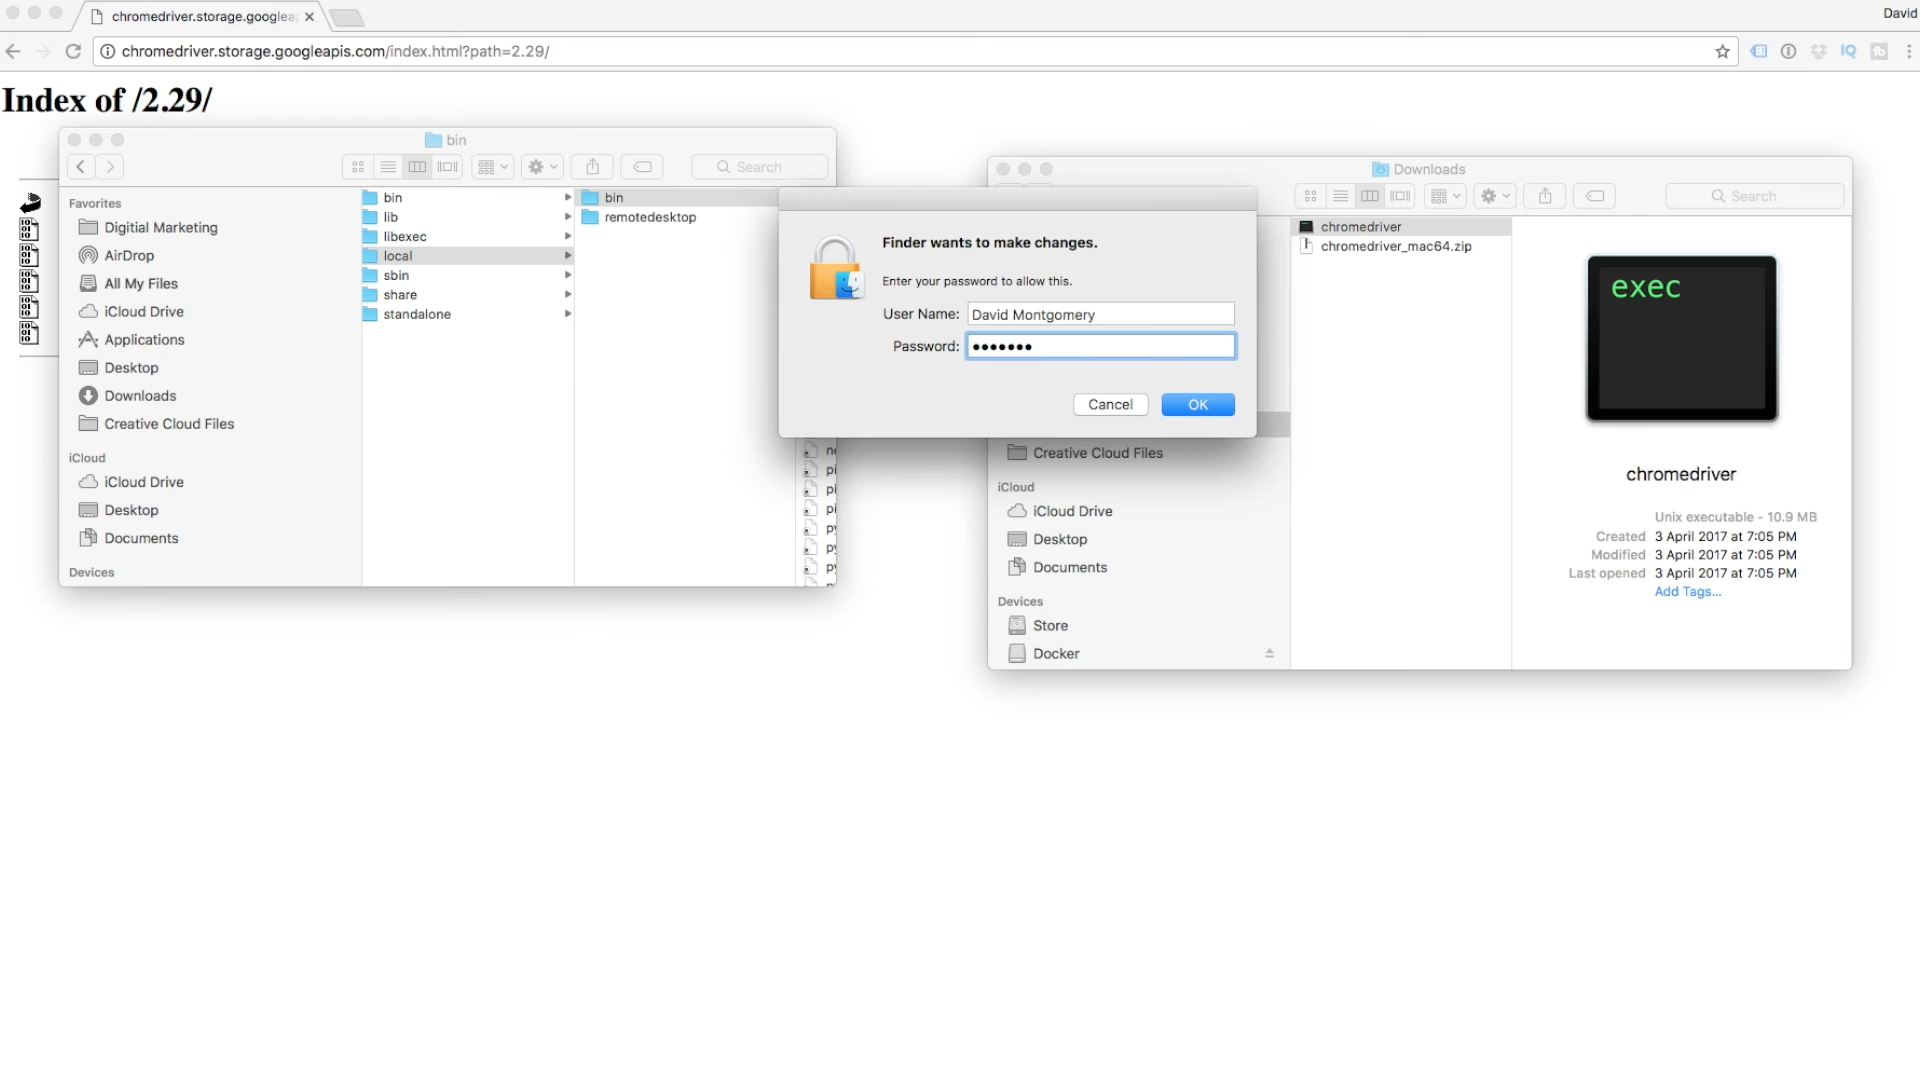 chromedriver.storage.googlea
David
chromedriver.storage.googleapis.com/index.html?path=2.29/
Index of /2.29/
bin
Search
Favorites
Digitial Marketing
AirDrop
All My Files
iCloud Drive
Applications
Desktop
Downloads
Creative Cloud Files
iCloud
iCloud Drive
Desktop
Documents
Devices
bin
lib
libexec
local
sbin
share
standalone
bin
remotedesktop
Finder wants to make changes.
Enter your password to allow this.
User Name: David Montgomery
Password: •••••••
Cancel
OK
Downloads
Search
Creative Cloud Files
iCloud
iCloud Drive
Desktop
Documents
Devices
Store
Docker
chromedriver
chromedriver_mac64.zip
exec
chromedriver
Unix executable - 10.9 MB
Created 3 April 2017 at 7:05 PM
Modified 3 April 2017 at 7:05 PM
Last opened 3 April 2017 at 7:05 PM
Add Tags...